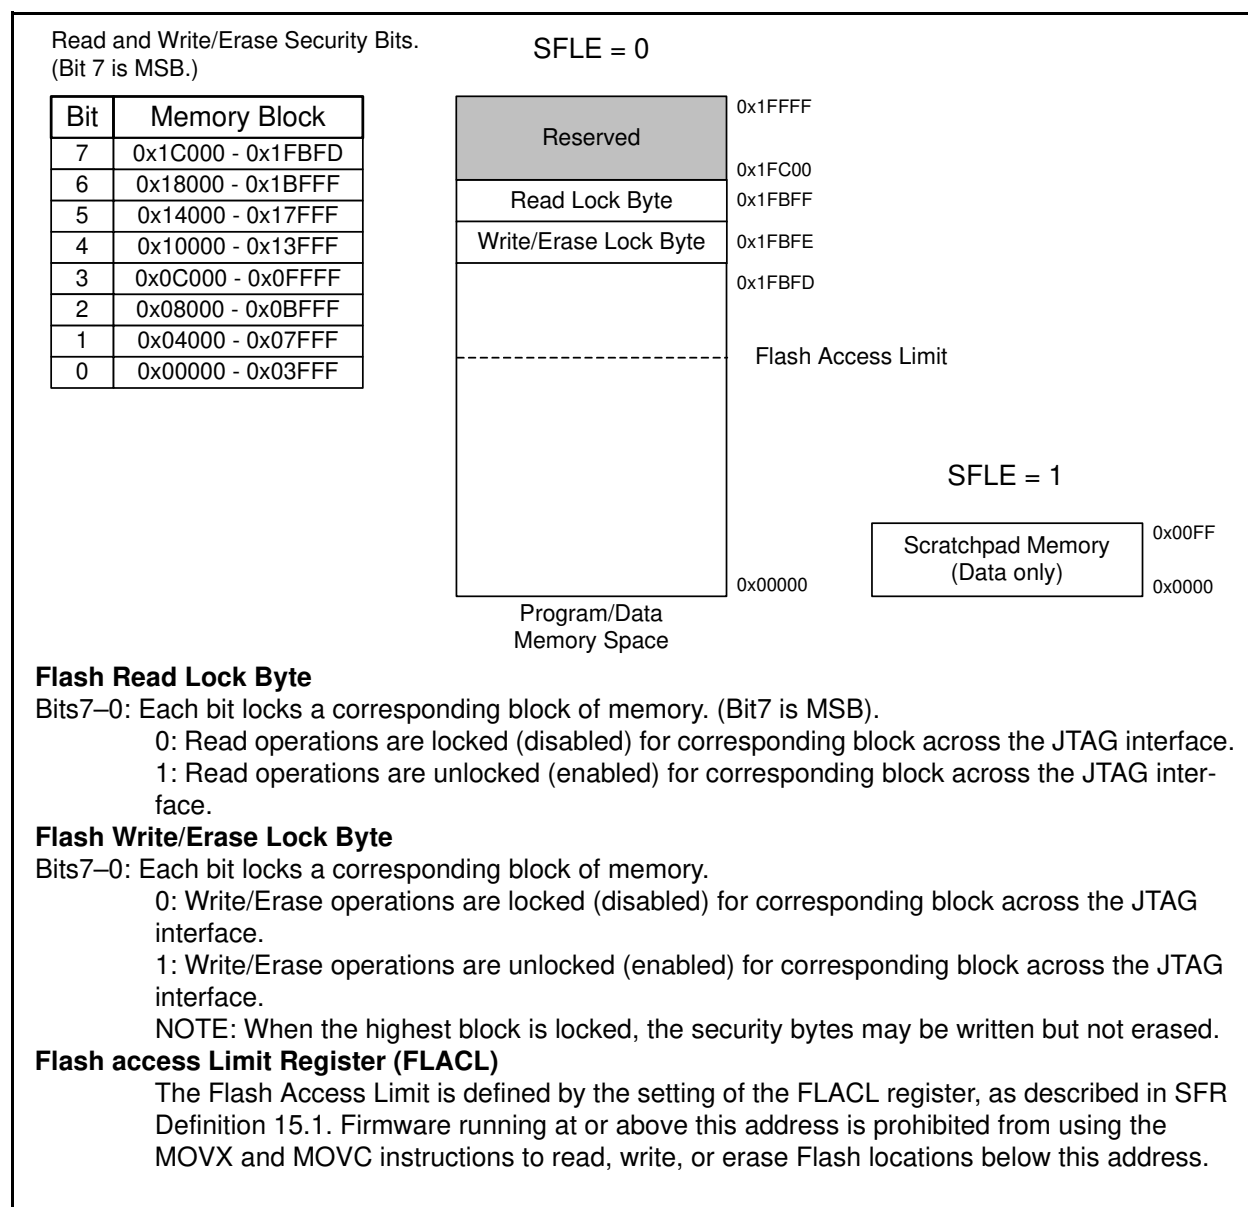 Read and Write/Erase Security Bits.
(Bit 7 is MSB.)
SFLE = 0
Bit Memory Block
7 0x1C000 - 0x1FBFD
6 0x18000 - 0x1BFFF
5 0x14000 - 0x17FFF
4 0x10000 - 0x13FFF
3 0x0C000 - 0x0FFFF
2 0x08000 - 0x0BFFF
1 0x04000 - 0x07FFF
0 0x00000 - 0x03FFF
0x1FFFF
Reserved
0x1FC00
Read Lock Byte 0x1FBFF
Write/Erase Lock Byte 0x1FBFE
0x1FBFD
Flash Access Limit
0x00000
Program/Data
Memory Space
SFLE = 1
0x00FF
Scratchpad Memory
(Data only)
0x0000
Flash Read Lock Byte
Bits7–0: Each bit locks a corresponding block of memory. (Bit7 is MSB).
0: Read operations are locked (disabled) for corresponding block across the JTAG interface.
1: Read operations are unlocked (enabled) for corresponding block across the JTAG inter-
face.
Flash Write/Erase Lock Byte
Bits7–0: Each bit locks a corresponding block of memory.
0: Write/Erase operations are locked (disabled) for corresponding block across the JTAG
interface.
1: Write/Erase operations are unlocked (enabled) for corresponding block across the JTAG
interface.
NOTE: When the highest block is locked, the security bytes may be written but not erased.
Flash access Limit Register (FLACL)
The Flash Access Limit is defined by the setting of the FLACL register, as described in SFR
Definition 15.1. Firmware running at or above this address is prohibited from using the
MOVX and MOVC instructions to read, write, or erase Flash locations below this address.